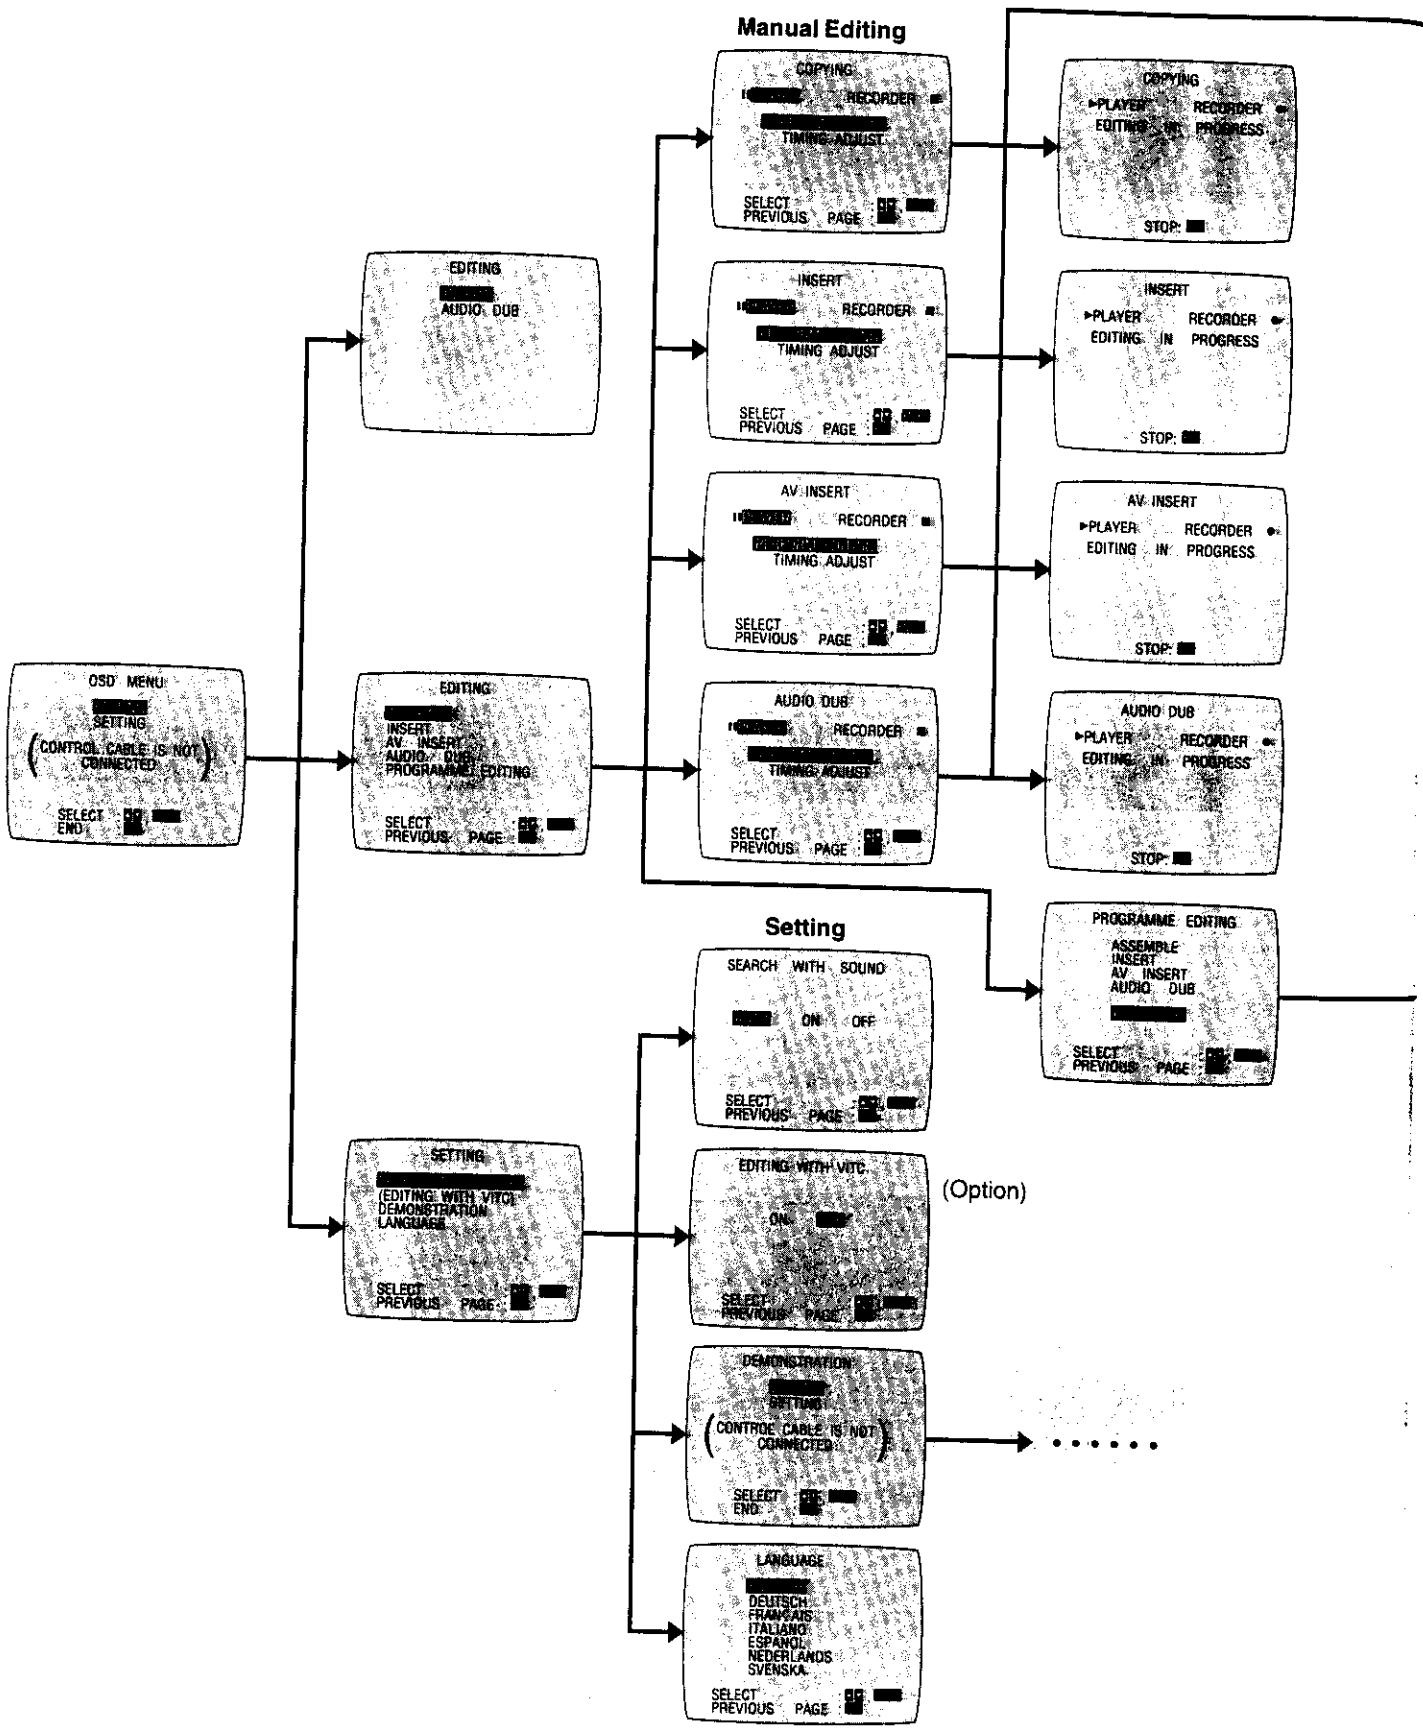 Manual Editing
COPYING
RECORDER
TIMING ADJUST
SELECT
PREVIOUS PAGE :
COPYING
►PLAYER RECORDER ●
EDITING IN PROGRESS
STOP:
EDITING
AUDIO DUB
INSERT
RECORDER
TIMING ADJUST
SELECT
PREVIOUS PAGE :
INSERT
►PLAYER RECORDER ●
EDITING IN PROGRESS
STOP:
AV INSERT
RECORDER
TIMING ADJUST
SELECT
PREVIOUS PAGE :
AV INSERT
►PLAYER RECORDER ●
EDITING IN PROGRESS
STOP:
OSD MENU
SETTING
(CONTROL CABLE IS NOT
CONNECTED)
SELECT
END
EDITING
INSERT
AV INSERT
AUDIO DUB
PROGRAMME EDITING
SELECT
PREVIOUS PAGE :
AUDIO DUB
RECORDER
TIMING ADJUST
SELECT
PREVIOUS PAGE :
AUDIO DUB
►PLAYER RECORDER ●
EDITING IN PROGRESS
STOP:
PROGRAMME EDITING
ASSEMBLE
INSERT
AV INSERT
AUDIO DUB
SELECT
PREVIOUS PAGE :
Setting
SEARCH WITH SOUND
ON OFF
SELECT
PREVIOUS PAGE :
SETTING
(EDITING WITH VITC)
DEMONSTRATION
LANGUAGE
SELECT
PREVIOUS PAGE :
EDITING WITH VITC
ON
SELECT
PREVIOUS PAGE :
(Option)
DEMONSTRATION
SETTING
(CONTROL CABLE IS NOT
CONNECTED)
SELECT
END
● ● ● ● ● ●
LANGUAGE
DEUTSCH
FRANÇAIS
ITALIANO
ESPAÑOL
NEDERLANDS
SVENSKA
SELECT
PREVIOUS PAGE :